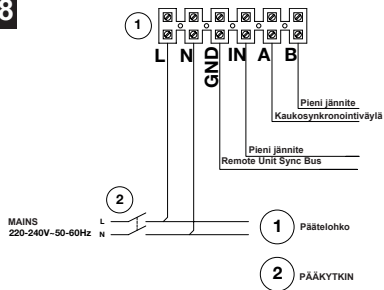 8
1
L N GND IN A B
Pieni jännite
Kaukosynkronointiväylä
Pieni jännite
Remote Unit Sync Bus
2
MAINS
220-240V~50-60Hz
L
N
1 Päätelohko
2 PÄÄKYTKIN